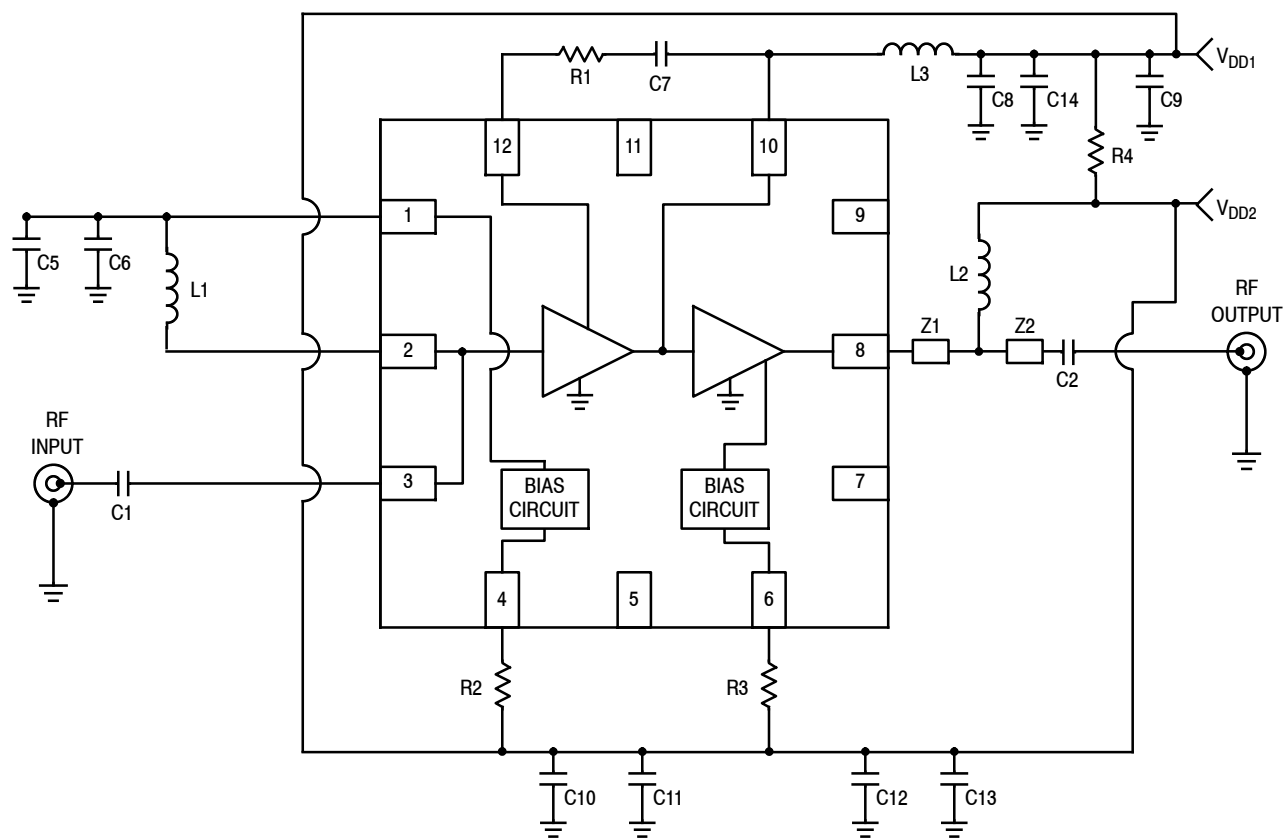 R1
C7
L3
C8
C14
C9
VDD1
12
11
10
R4
1
9
VDD2
C5
C6
L1
L2
RF
OUTPUT
2
8
Z1
Z2
C2
RF
INPUT
C1
3
BIAS
CIRCUIT
BIAS
CIRCUIT
7
4
5
6
R2
R3
C10
C11
C12
C13